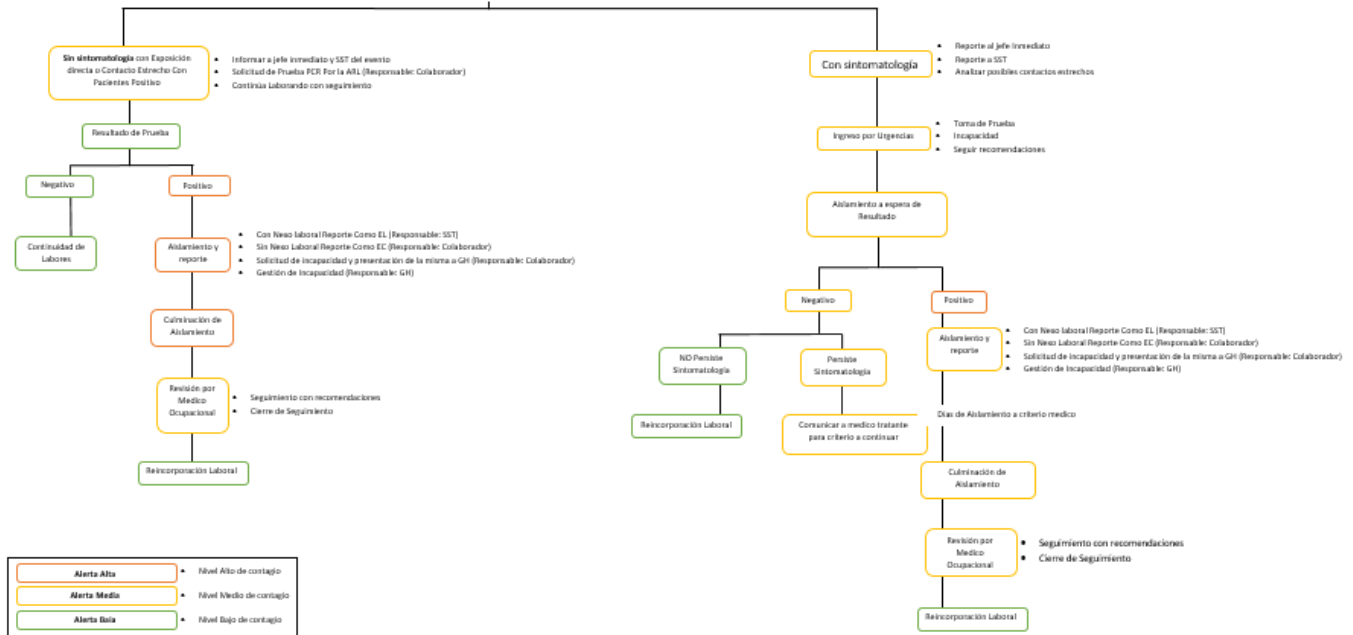 Sin sintomatología con Exposición
directa o Contacto Estrecho Con
Pacientes Positivo
Informar a jefe inmediato y SST del evento
Solicitud de Prueba PCR Por la ARL (Responsable: Colaborador)
Continúa Laborando con seguimiento
Resultado de Prueba
Negativo
Positivo
Continuidad de
Labores
Aislamiento y
reporte
Con Nexo laboral Reporte Como EL (Responsable: SST)
Sin Nexo Laboral Reporte Como EC (Responsable: Colaborador)
Solicitud de incapacidad y presentación de la misma a GH (Responsable: Colaborador)
Gestión de Incapacidad (Responsable: GH)
Culminación de
Aislamiento
Revisión por
Medico
Ocupacional
Seguimiento con recomendaciones
Cierre de Seguimiento
Reincorporación Laboral
Con sintomatología
Reporte al jefe Inmediato
Reporte a SST
Analizar posibles contactos estrechos
Ingreso por Urgencias
Toma de Prueba
Incapacidad
Seguir recomendaciones
Aislamiento a espera de
Resultado
Negativo
Positivo
NO Persiste
Sintomatología
Persiste
Sintomatología
Aislamiento y
reporte
Con Nexo laboral Reporte Como EL (Responsable: SST)
Sin Nexo Laboral Reporte Como EC (Responsable: Colaborador)
Solicitud de incapacidad y presentación de la misma a GH (Responsable: Colaborador)
Gestión de Incapacidad (Responsable: GH)
Reincorporación Laboral
Comunicar a medico tratante
para criterio a continuar
Dias de Aislamiento a criterio medico
Culminación de
Aislamiento
Revisión por
Medico
Ocupacional
Seguimiento con recomendaciones
Cierre de Seguimiento
Reincorporación Laboral
Alerta Alta
Nivel Alto de contagio
Alerta Media
Nivel Medio de contagio
Alerta Baja
Nivel Bajo de contagio